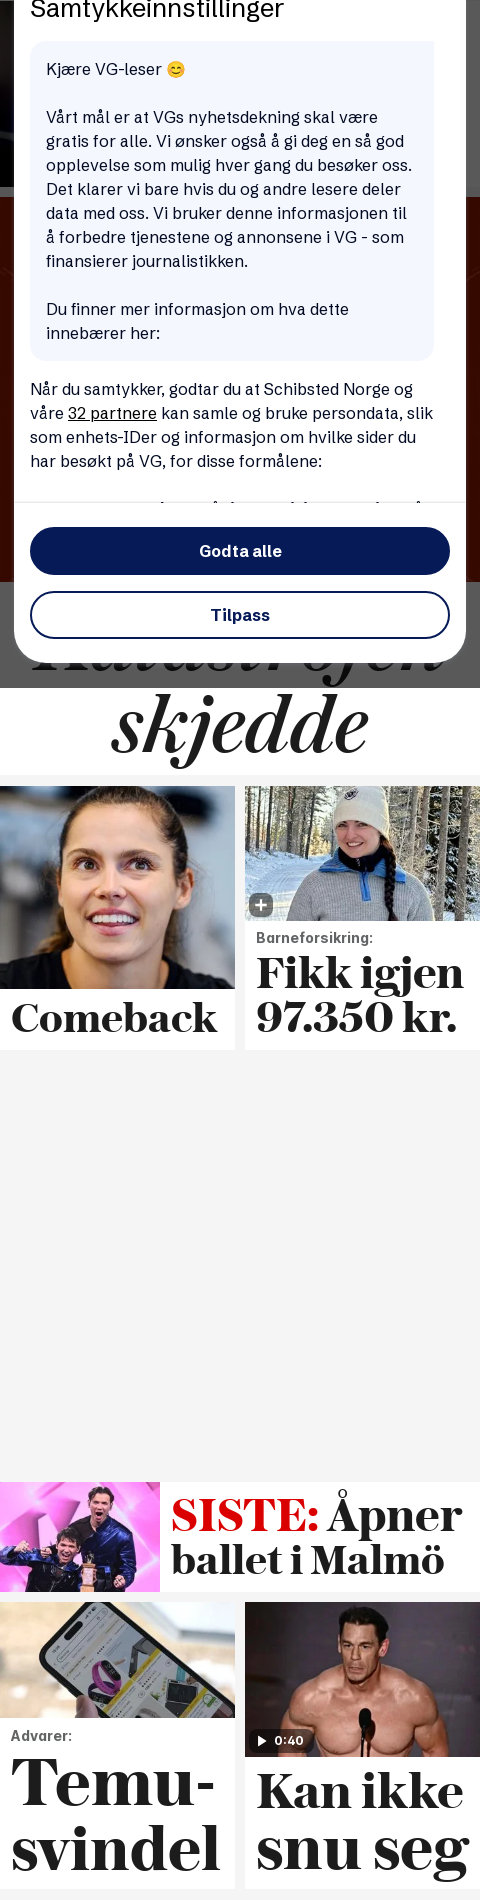 Samtykkeinnstillinger
Kjære VG-leser 😊
Vårt mål er at VGs nyhetsdekning skal være
gratis for alle. Vi ønsker også å gi deg en så god
opplevelse som mulig hver gang du besøker oss.
Det klarer vi bare hvis du og andre lesere deler
data med oss. Vi bruker denne informasjonen til
å forbedre tjenestene og annonsene i VG - som
finansierer journalistikken.
Du finner mer informasjon om hva dette
innebærer her:
Når du samtykker, godtar du at Schibsted Norge og
våre 32 partnere kan samle og bruke persondata, slik
som enhets-IDer og informasjon om hvilke sider du
har besøkt på VG, for disse formålene:
Godta alle
Tilpass
skjedde
Comeback
Barneforsikring:
Fikk igjen
97.350 kr.
SISTE: Åpner
ballet i Malmö
Advarer:
Temu-
svindel
0:40
Kan ikke
snu seg